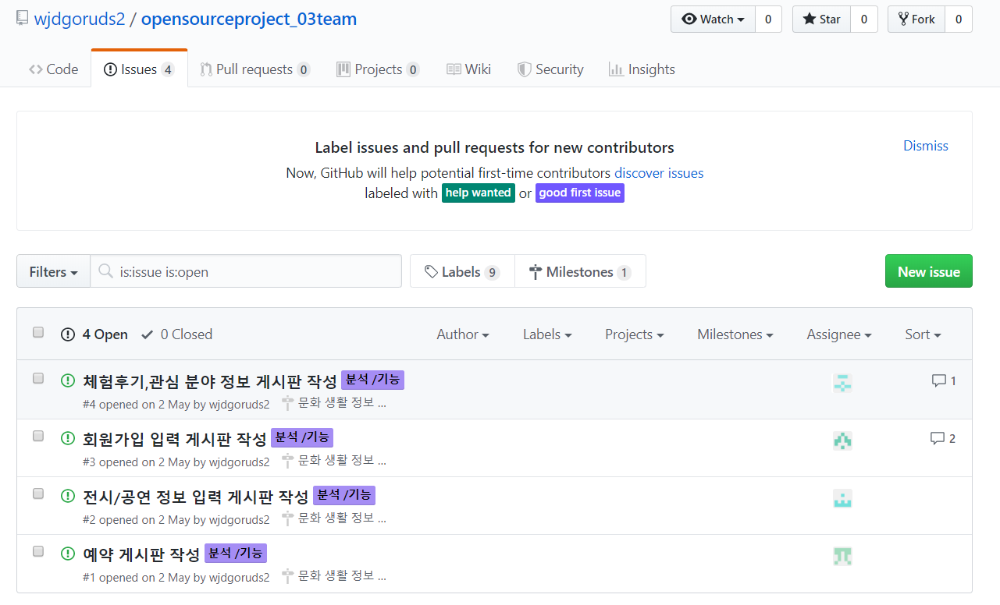 wjdgoruds2 / opensourceproject_03team
Watch 0 Star 0 Fork 0
Code Issues 4 Pull requests 0 Projects 0 Wiki Security Insights
Label issues and pull requests for new contributors
Dismiss
Now, GitHub will help potential first-time contributors discover issues
labeled with help wanted or good first issue
Filters is:issue is:open Labels 9 Milestones 1 New issue
4 Open 0 Closed Author Labels Projects Milestones Assignee Sort
체험후기,관심 분야 정보 게시판 작성 분석 /기능 1
#4 opened on 2 May by wjdgoruds2 문화 생활 정보 ...
회원가입 입력 게시판 작성 분석 /기능 2
#3 opened on 2 May by wjdgoruds2 문화 생활 정보 ...
전시/공연 정보 입력 게시판 작성 분석 /기능
#2 opened on 2 May by wjdgoruds2 문화 생활 정보 ...
예약 게시판 작성 분석 /기능
#1 opened on 2 May by wjdgoruds2 문화 생활 정보 ...